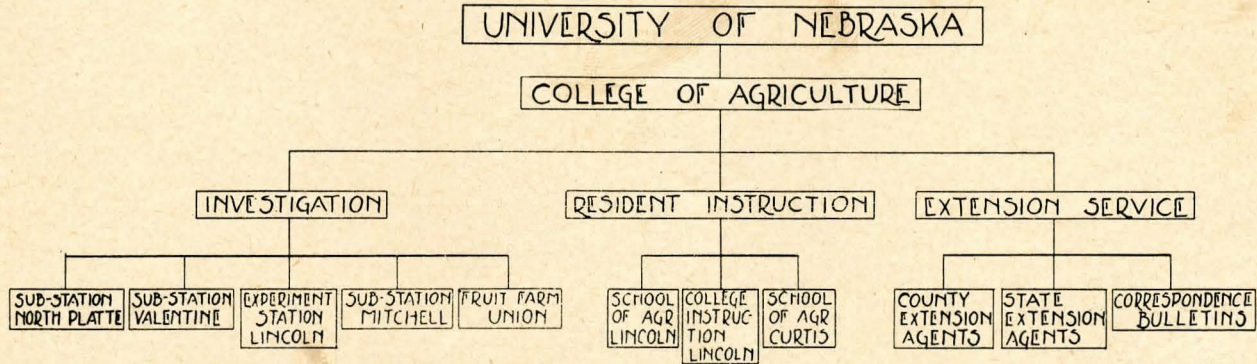 UNIVERSITY OF NEBRASKA
COLLEGE OF AGRICULTURE
INVESTIGATION
RESIDENT INSTRUCTION
EXTENSION SERVICE
SUB-STATION
NORTH PLATTE
SUB-STATION
VALENTINE
EXPERIMENT
STATION
LINCOLN
SUB-STATION
MITCHELL
FRUIT FARM
UNION
SCHOOL
OF AGR
LINCOLN
COLLEGE
INSTRUC-
TION
LINCOLN
SCHOOL
OF AGR
CURTIS
COUNTY
EXTENSION
AGENTS
STATE
EXTENSION
AGENTS
CORRESPONDENCE
BULLETINS